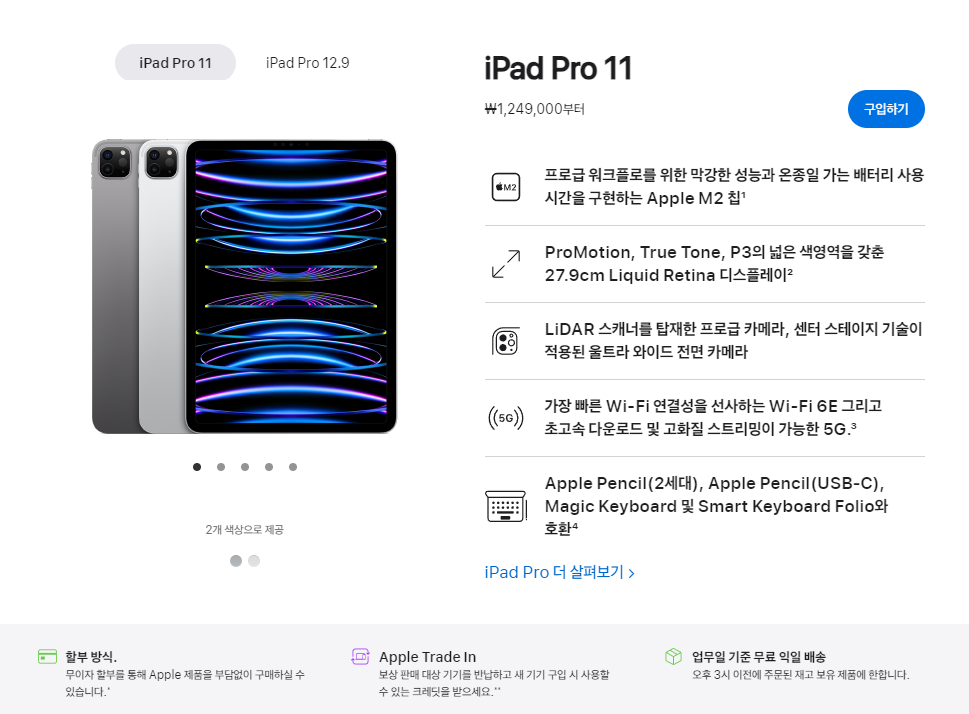 iPad Pro 11
iPad Pro 12.9
iPad Pro 11
₩1,249,000부터
구입하기
M2
프로급 워크플로를 위한 막강한 성능과 온종일 가는 배터리 사용
시간을 구현하는 Apple M2 칩¹
ProMotion, True Tone, P3의 넓은 색영역을 갖춘
27.9cm Liquid Retina 디스플레이²
LiDAR 스캐너를 탑재한 프로급 카메라, 센터 스테이지 기술이
적용된 울트라 와이드 전면 카메라
5G
가장 빠른 Wi-Fi 연결성을 선사하는 Wi-Fi 6E 그리고
초고속 다운로드 및 고화질 스트리밍이 가능한 5G.³
Apple Pencil(2세대), Apple Pencil(USB-C),
Magic Keyboard 및 Smart Keyboard Folio와
호환⁴
2개 색상으로 제공
iPad Pro 더 살펴보기 >
할부 방식.
무이자 할부를 통해 Apple 제품을 부담없이 구매하실 수
있습니다.*
Apple Trade In
보상 판매 대상 기기를 반납하고 새 기기 구입 시 사용할
수 있는 크레딧을 받으세요.**
업무일 기준 무료 익일 배송
오후 3시 이전에 주문된 재고 보유 제품에 한합니다.